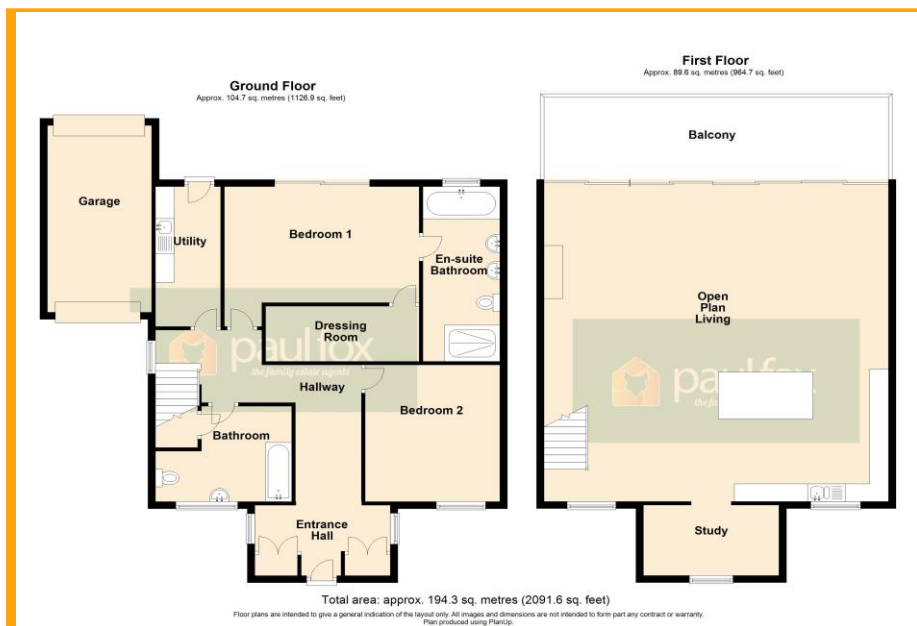 Ground Floor
Approx. 104.7 sq. metres (1126.9 sq. feet)
First Floor
Approx. 89.6 sq. metres (964.7 sq. feet)
Balcony
Garage
Utility
Bedroom 1
En-suite
Bathroom
Dressing
Room
Hallway
Bathroom
Bedroom 2
Entrance
Hall
Open
Plan
Living
Study
paulfox
the family estate agents
paulfox
the fa
Total area: approx. 194.3 sq. metres (2091.6 sq. feet)
Floor plans are intended to give a general indication of the layout only. All images and dimensions are not intended to form part any contract or warranty.
Plan produced using PlanUp.